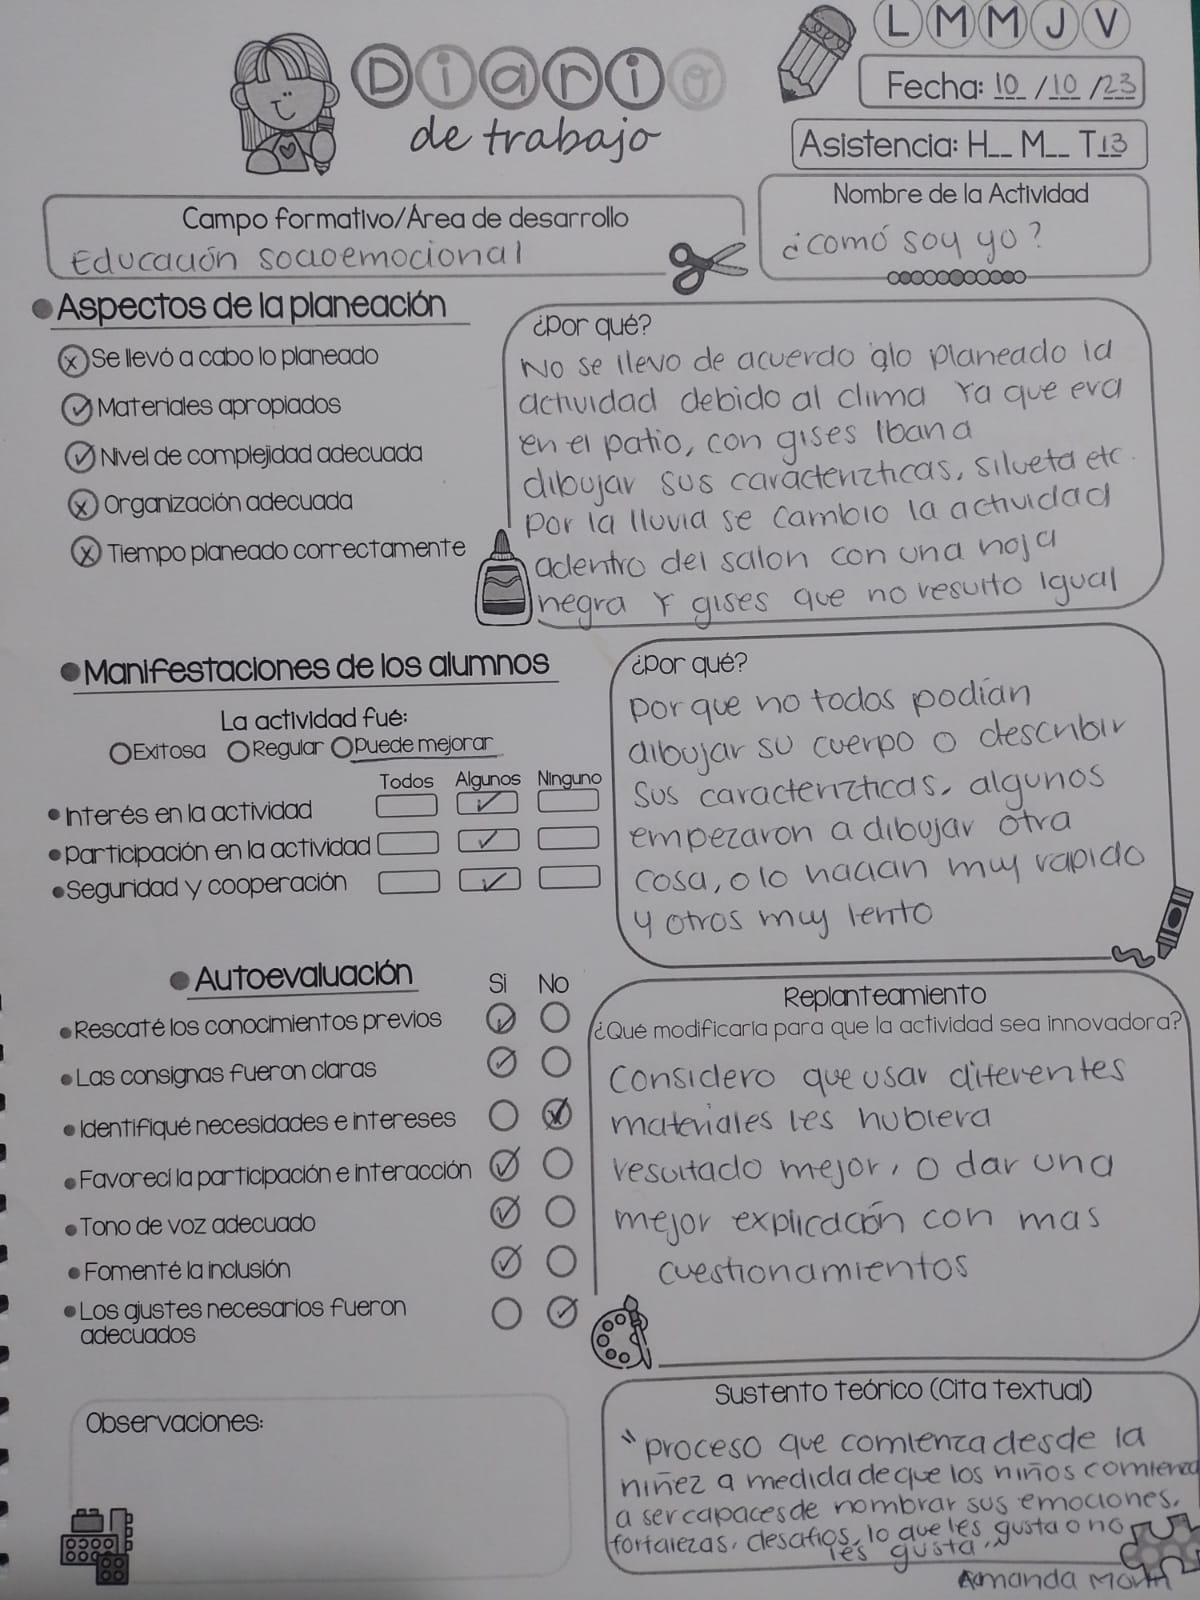 L M M J V
Diario
de trabajo
Fecha: 10 /10 /23
Asistencia: H__ M__ T13
Campo formativo/Área de desarrollo
Educación socioemocional
Nombre de la Actividad
¿comó soy yo?
Aspectos de la planeación
Se llevó a cabo lo planeado
Materiales apropiados
Nivel de complejidad adecuada
Organización adecuada
Tiempo planeado correctamente
¿Por qué?
No se llevo de acuerdo a lo planeado la
actividad debido al clima Ya que era
en el patio, con gises Iban a
dibujar sus caracterizticas, silueta etc.
por la lluvia se cambio la actividad
adentro del salon con una hoja
negra Y gises que no resulto igual
Manifestaciones de los alumnos
La actividad fué:
Exitosa Regular Puede mejorar
Todos Algunos Ninguno
Interés en la actividad
Participación en la actividad
Seguridad y cooperación
¿Por qué?
porque no todos podían
dibujar su cuerpo o describir
sus caracterizticas, algunos
empezaron a dibujar otra
cosa, o lo hacian muy rapido
y otros muy lento
Autoevaluación
Si No
Rescaté los conocimientos previos
Las consignas fueron claras
Identifiqué necesidades e intereses
Favorecí la participación e interacción
Tono de voz adecuado
Fomenté la inclusión
Los ajustes necesarios fueron
adecuados
Replanteamiento
¿Qué modificaría para que la actividad sea innovadora?
Considero que usar diferentes
materiales les hubiera
resultado mejor, o dar una
mejor explicación con mas
cuestionamientos
Observaciones:
Sustento teórico (Cita textual)
"proceso que comienza desde la
niñez a medida de que los niños comienza
a ser capaces de nombrar sus emociones,
fortalezas, desafios, lo que les gusta o no
les gusta"
Amanda